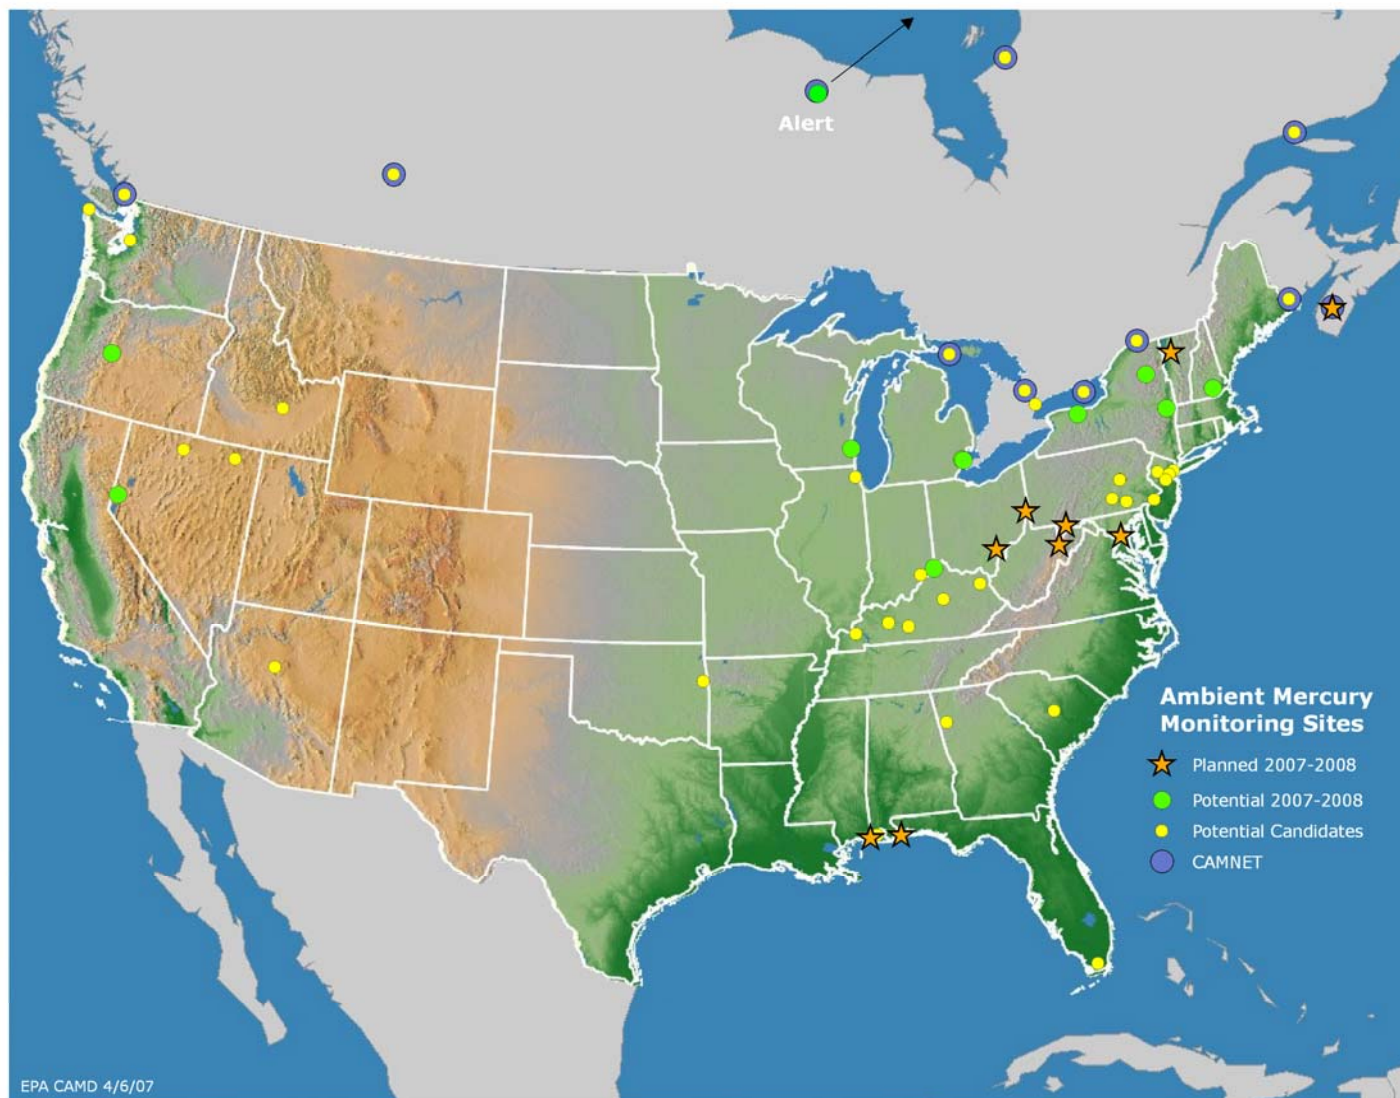 Alert
Ambient Mercury
Monitoring Sites
Planned 2007-2008
Potential 2007-2008
Potential Candidates
CAMNET
EPA CAMD 4/6/07